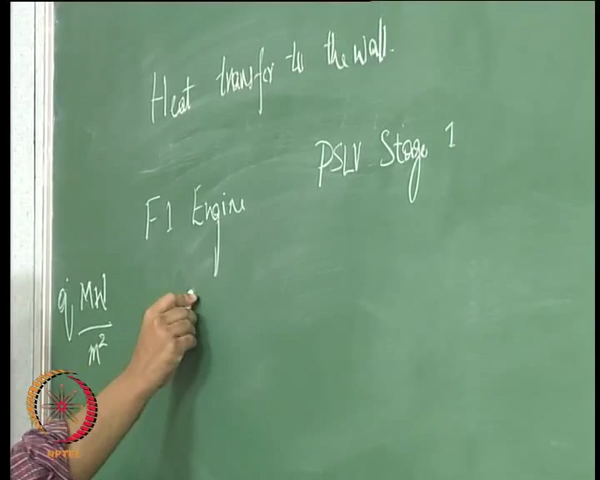 Heat transfer to the wall.
PSLV Stage 1
F1 Engine
q̇ MW
m²
NPTEL